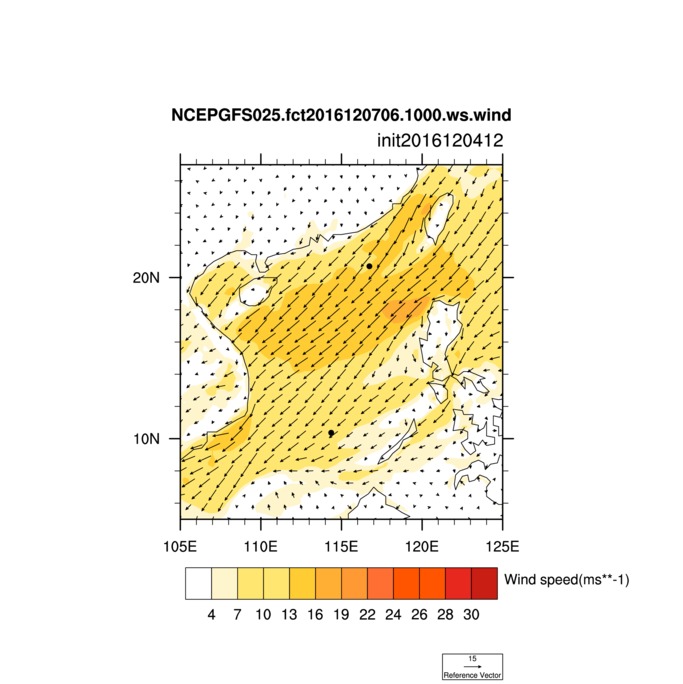 NCEPGFS025.fct2016120706.1000.ws.wind
init2016120412
20N
10N
105E 110E 115E 120E 125E
Wind speed(ms**-1)
4 7 10 13 16 19 22 24 26 28 30
15
Reference Vector